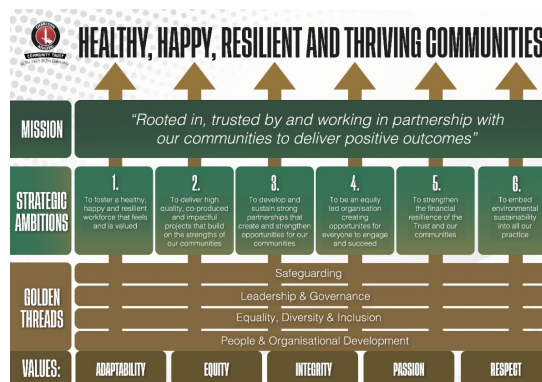 HEALTHY, HAPPY, RESILIENT AND THRIVING COMMUNITIES
COMMUNITY TRUST
MISSION
"Rooted in, trusted by and working in partnership with
our communities to deliver positive outcomes"
STRATEGIC
AMBITIONS
1.
To foster a healthy,
happy and resilient
workforce that feels
and is valued
2.
To deliver high
quality, co-produced
and impactful
projects that build
on the strengths of
our communities
3.
To develop and
sustain strong
partnerships that
create and strengthen
opportunities for our
communities
4.
To be an equity
led organisation
creating
opportunites for
everyone to engage
and succeed
5.
To strengthen
the financial
resillience of the
Trust and our
communities
6.
To embed
environmental
sustainability
into all our
practice
GOLDEN
THREADS
Safeguarding
Leadership & Governance
Equality, Diversity & Inclusion
People & Organisational Development
VALUES:
ADAPTABILITY
EQUITY
INTEGRITY
PASSION
RESPECT